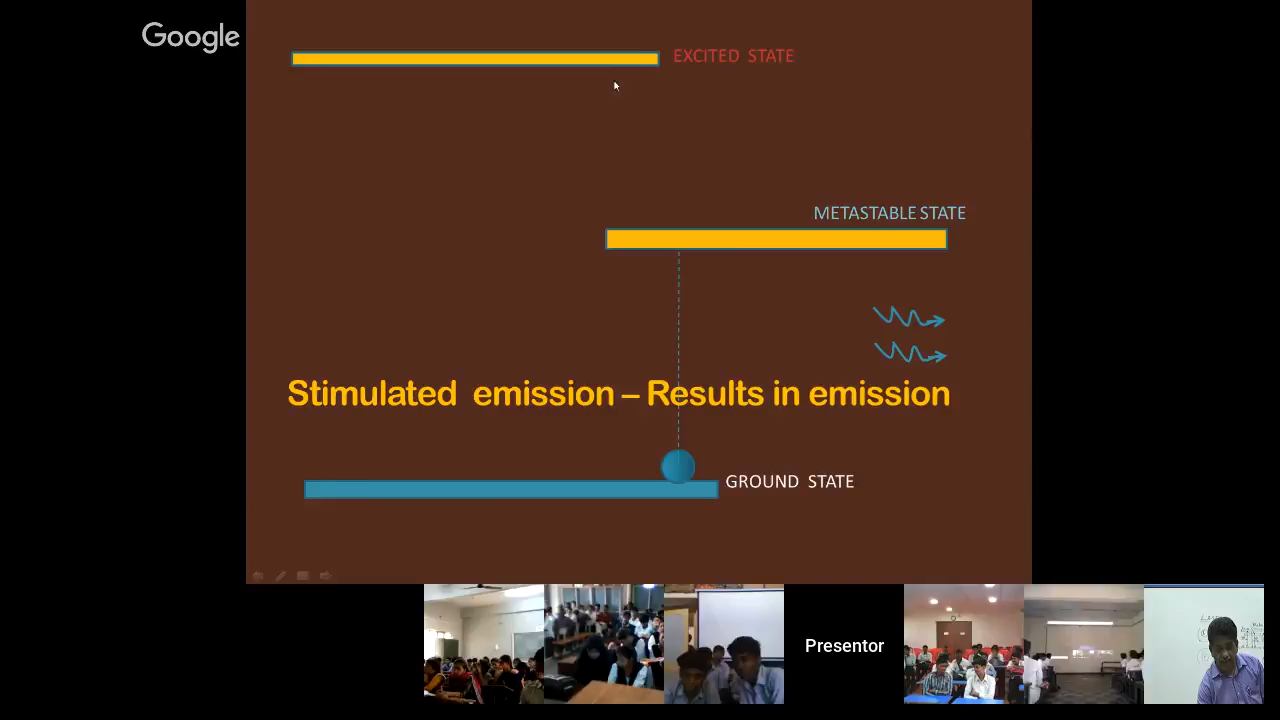 Google
EXCITED STATE
METASTABLE STATE
Stimulated emission – Results in emission
GROUND STATE
Presentor